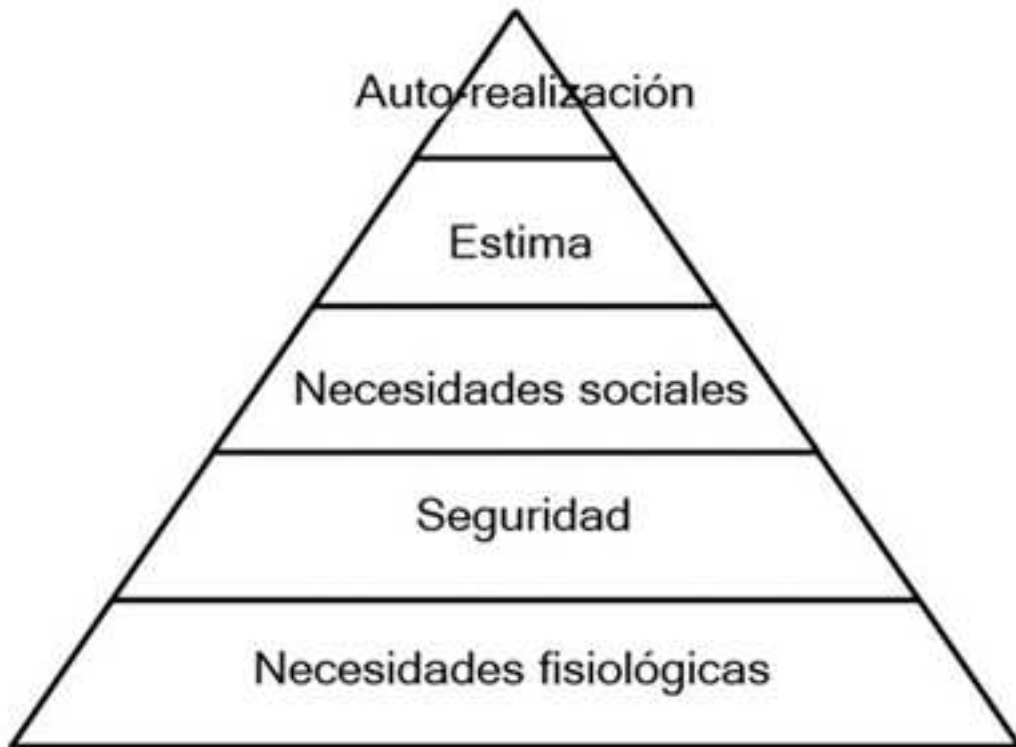 Auto-realización
Estima
Necesidades sociales
Seguridad
Necesidades fisiológicas